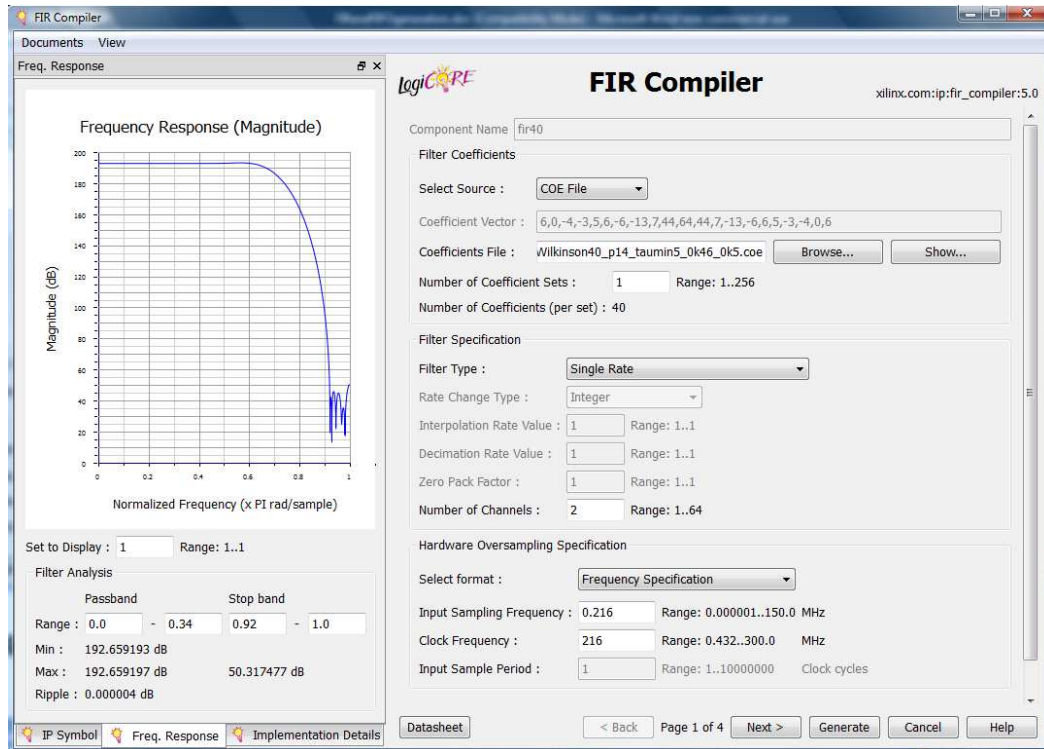 FIR Compiler
Documents View
Freq. Response
LogiCORE
FIR Compiler
xilinx.com:ip:fir_compiler:5.0
Frequency Response (Magnitude)
Magnitude (dB)
200
180
160
140
120
100
80
60
40
20
0
0 0.2 0.4 0.6 0.8 1
Normalized Frequency (x PI rad/sample)
Set to Display : 1 Range: 1..1
Filter Analysis
Passband Stop band
Range : 0.0 - 0.34 0.92 - 1.0
Min : 192.659193 dB
Max : 192.659197 dB 50.317477 dB
Ripple : 0.000004 dB
IP Symbol Freq. Response Implementation Details
Component Name fir40
Filter Coefficients
Select Source : COE File
Coefficient Vector : 6,0,-4,-3,5,6,-6,-13,7,44,64,44,7,-13,-6,6,5,-3,-4,0,6
Coefficients File : Wilkinson40_p14_taumin5_0k46_0k5.coe Browse... Show...
Number of Coefficient Sets : 1 Range: 1..256
Number of Coefficients (per set) : 40
Filter Specification
Filter Type : Single Rate
Rate Change Type : Integer
Interpolation Rate Value : 1 Range: 1..1
Decimation Rate Value : 1 Range: 1..1
Zero Pack Factor : 1 Range: 1..1
Number of Channels : 2 Range: 1..64
Hardware Oversampling Specification
Select format : Frequency Specification
Input Sampling Frequency : 0.216 Range: 0.000001..150.0 MHz
Clock Frequency : 216 Range: 0.432..300.0 MHz
Input Sample Period : 1 Range: 1..10000000 Clock cycles
Datasheet < Back Page 1 of 4 Next > Generate Cancel Help